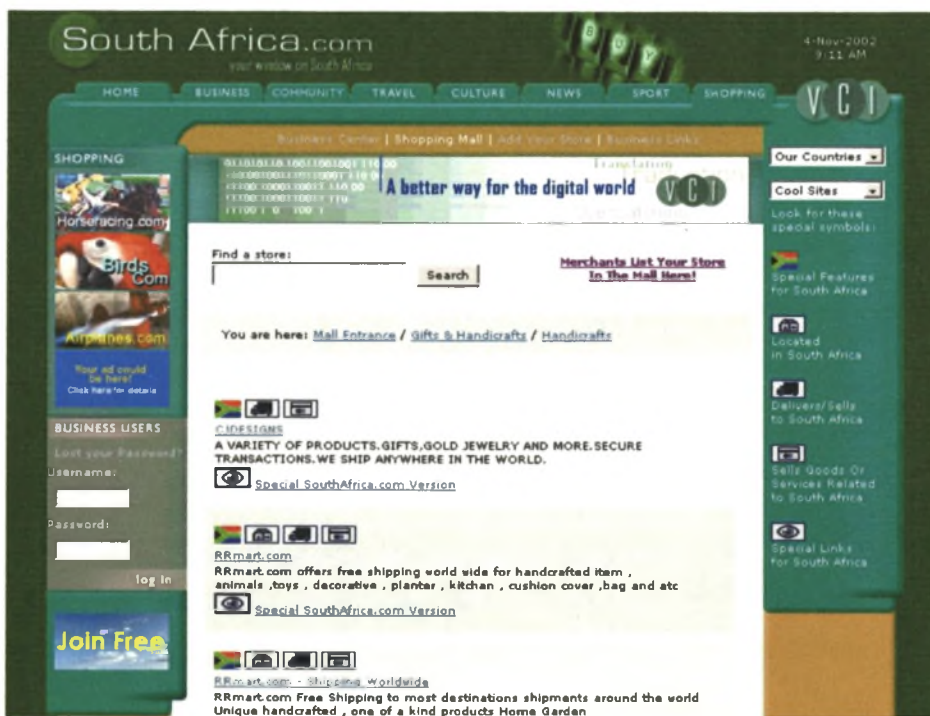 South Africa.com
your window on South Africa
BUY
4-Nov-2002
9:11 AM
HOME BUSINESS COMMUNITY TRAVEL CULTURE NEWS SPORT SHOPPING
VCI
Business Center | Shopping Mall | Add Your Store | Business Links
SHOPPING
Horseracing.com
Birds.Com
Airplanes.com
Your ad could
be here!
Click here for details
BUSINESS USERS
Lost your Password?
Username:
Password:
log in
Join Free
Translation
A better way for the digital world VCI
Find a store:
Search
Merchants List Your Store
In The Mall Here!
You are here: Mall Entrance / Gifts & Handicrafts / Handicrafts
CJDESIGNS
A VARIETY OF PRODUCTS.GIFTS,GOLD JEWELRY AND MORE.SECURE
TRANSACTIONS.WE SHIP ANYWHERE IN THE WORLD.
Special SouthAfrica.com Version
RRmart.com
RRmart.com offers free shipping world wide for handcrafted item ,
animals ,toys , decorative , planter , kitchan , cushion cover ,bag and atc
Special SouthAfrica.com Version
RRmart.com - Shipping Worldwide
RRmart.com Free Shipping to most destinations shipments around the world
Unique handcrafted , one of a kind products Home Garden
Our Countries
Cool Sites
Look for these
special symbols:
Special Features
for South Africa
Located
in South Africa
Delivers/Sells
to South Africa
Sells Goods Or
Services Related
to South Africa
Special Links
for South Africa